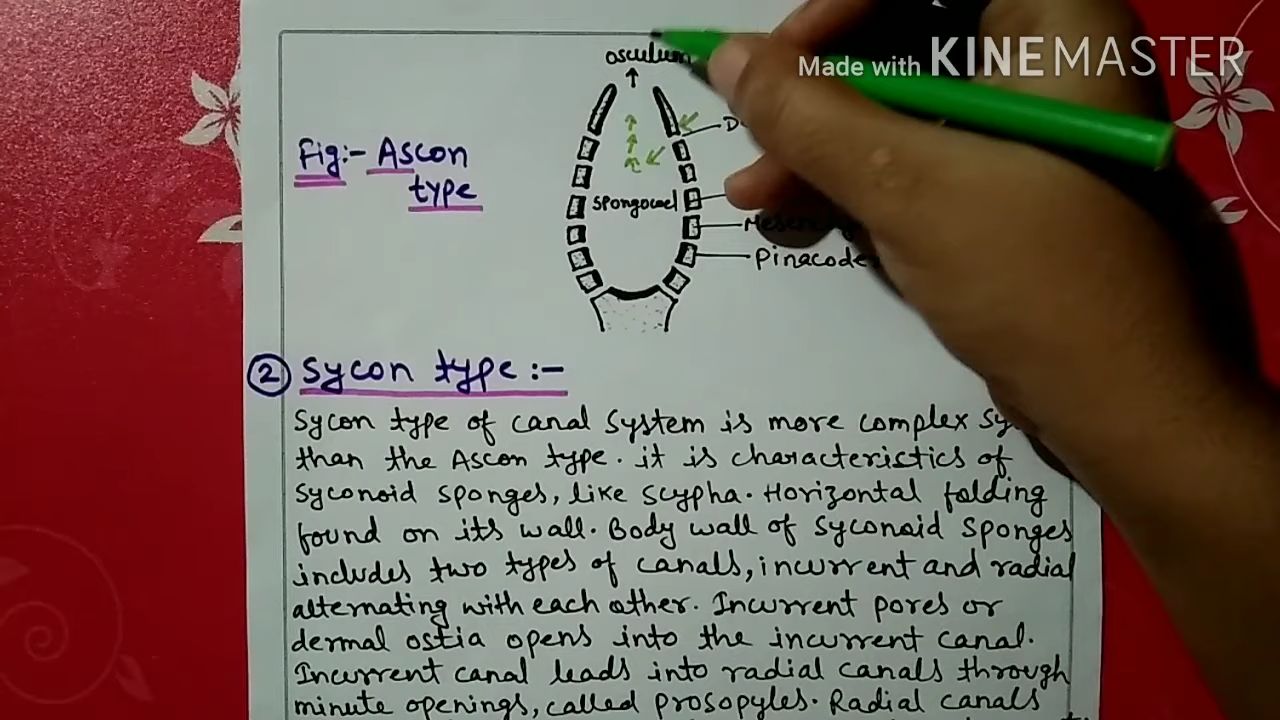 Made with KINEMASTER
osculum
Fig:- Ascon
type
Spongocoel
Pinacode
② Sycon type:-
Sycon type of canal system is more complex sy
than the Ascon type. it is characteristics of
Syconoid sponges, like scypha. Horizontal folding
found on its wall. Body wall of syconoid sponges
includes two types of canals, incurrent and radial
alternating with each other. Incurrent pores or
dermal ostia opens into the incurrent canal.
Incurrent canal leads into radial canals through
minute openings, called prosopyles. Radial canals